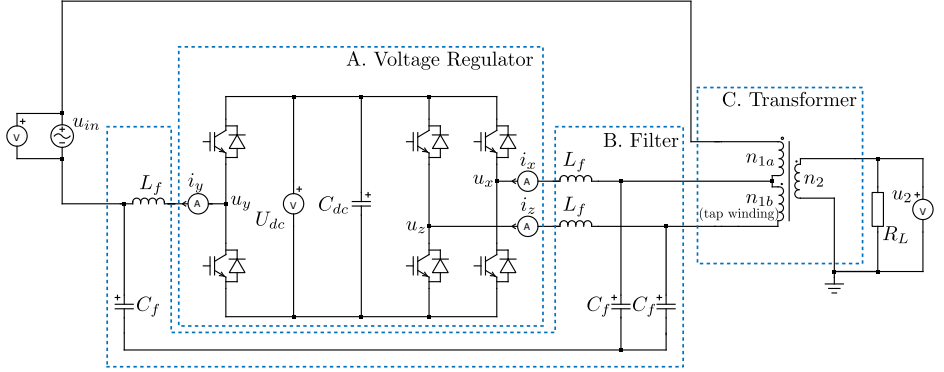 A. Voltage Regulator
C. Transformer
u_in
+
V
+
~
B. Filter
L_f
i_y
A
u_y
U_dc
+
V
C_dc
+
u_x
i_x
A
L_f
u_z
i_z
A
L_f
n_1a
n_1b
(tap winding)
n_2
u_2
+
V
R_L
+
C_f
+
C_f
+
C_f